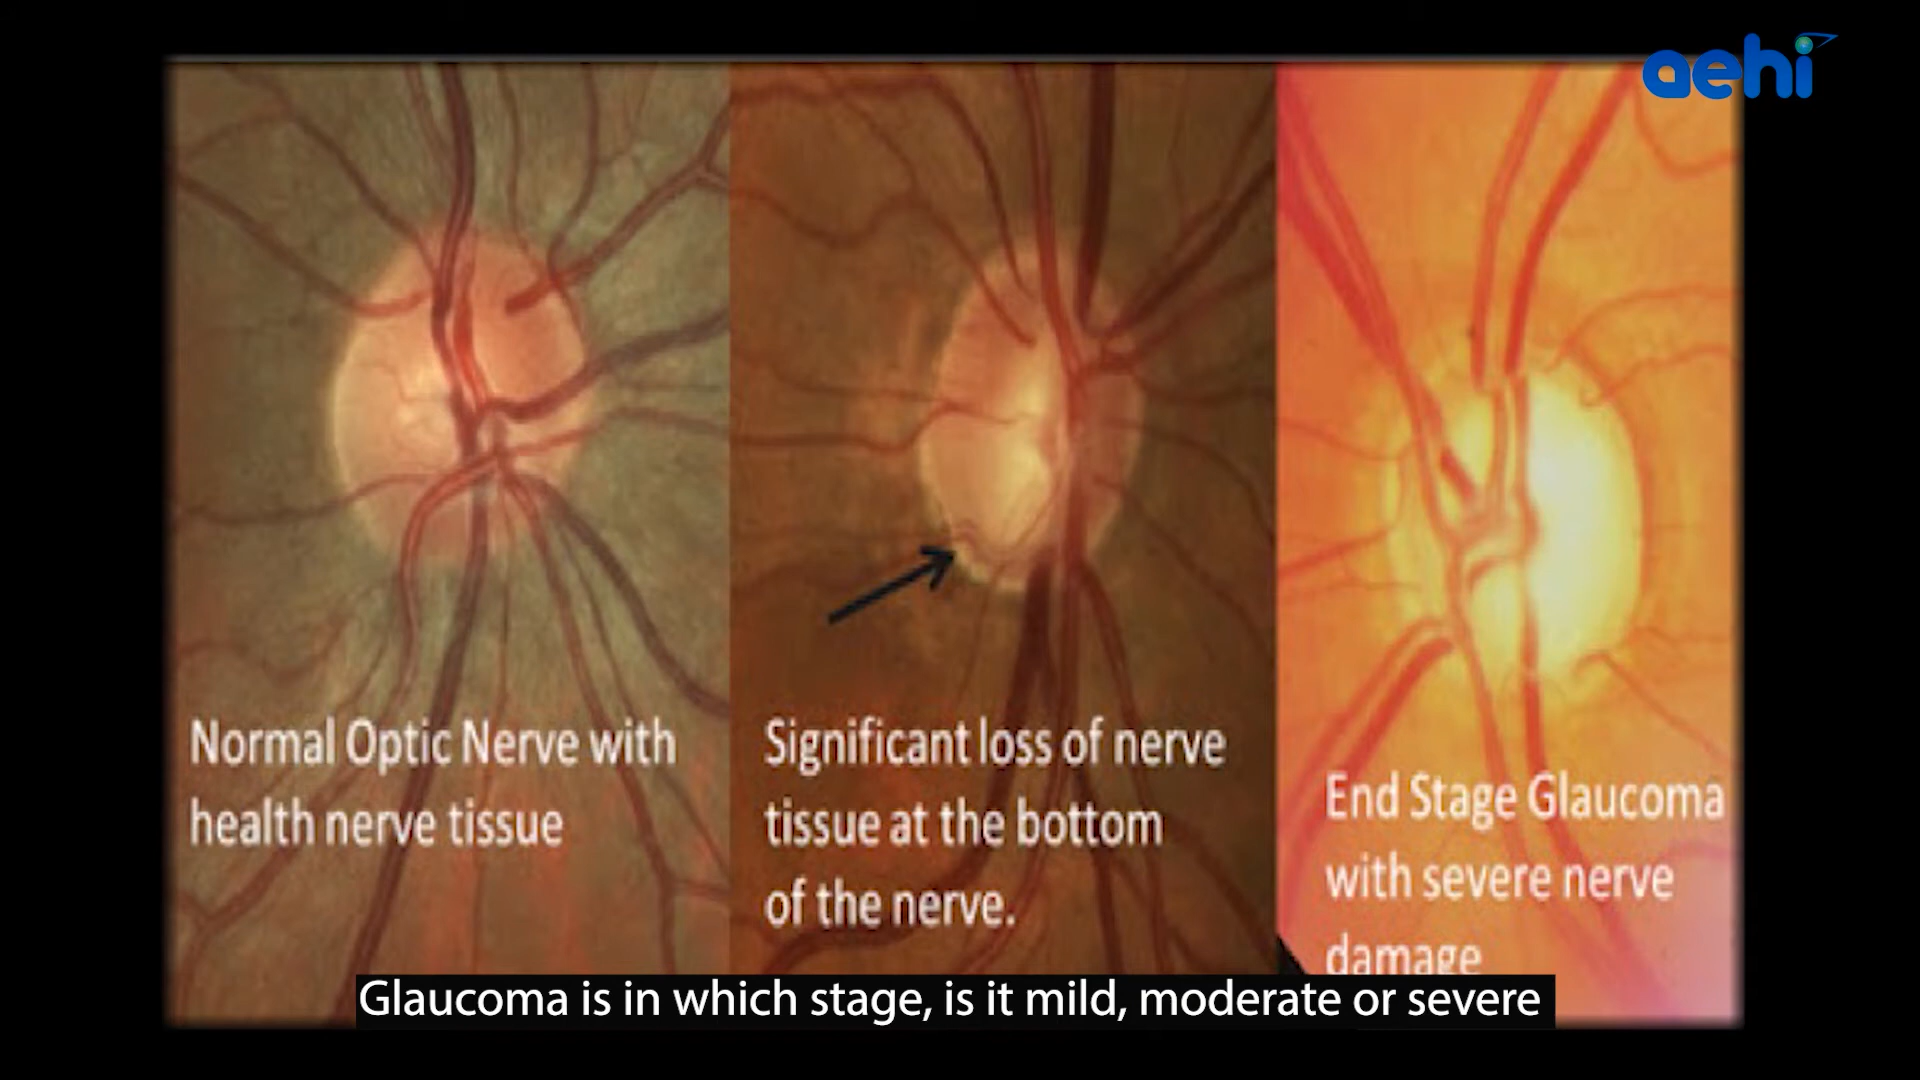 aehi
Normal Optic Nerve with
health nerve tissue
Significant loss of nerve
tissue at the bottom
of the nerve.
End Stage Glaucoma
with severe nerve
damage
Glaucoma is in which stage, is it mild, moderate or severe